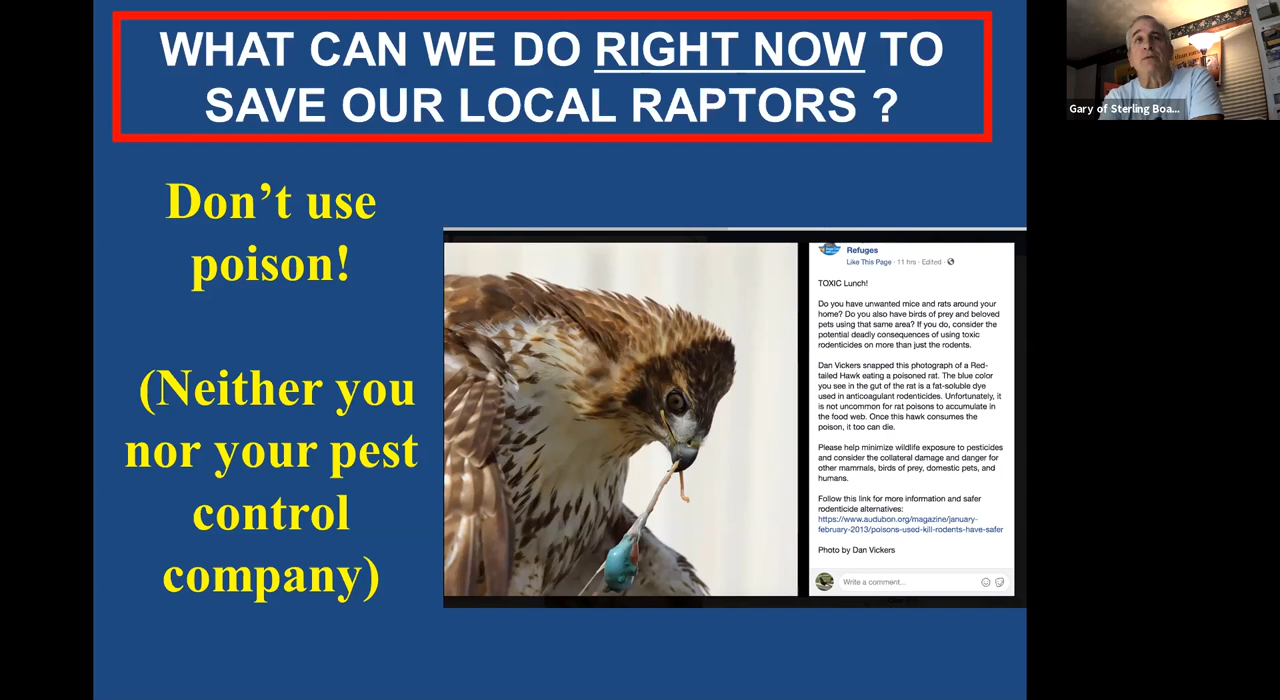 WHAT CAN WE DO RIGHT NOW TO
SAVE OUR LOCAL RAPTORS ?
Gary of Sterling Boa...
Don't use
poison!
(Neither you
nor your pest
control
company)
Refuges
Like This Page · 11 hrs · Edited ·
TOXIC Lunch!
Do you have unwanted mice and rats around your
home? Do you also have birds of prey and beloved
pets using that same area? If you do, consider the
potential deadly consequences of using toxic
rodenticides on more than just the rodents.
Dan Vickers snapped this photograph of a Red-
tailed Hawk eating a poisoned rat. The blue color
you see in the gut of the rat is a fat-soluble dye
used in anticoagulant rodenticides. Unfortunately, it
is not uncommon for rat poisons to accumulate in
the food web. Once this hawk consumes the
poison, it too can die.
Please help minimize wildlife exposure to pesticides
and consider the collateral damage and danger for
other mammals, birds of prey, domestic pets, and
humans.
Follow this link for more information and safer
rodenticide alternatives:
https://www.audubon.org/magazine/january-
february-2013/poisons-used-kill-rodents-have-safer
Photo by Dan Vickers
Write a comment...